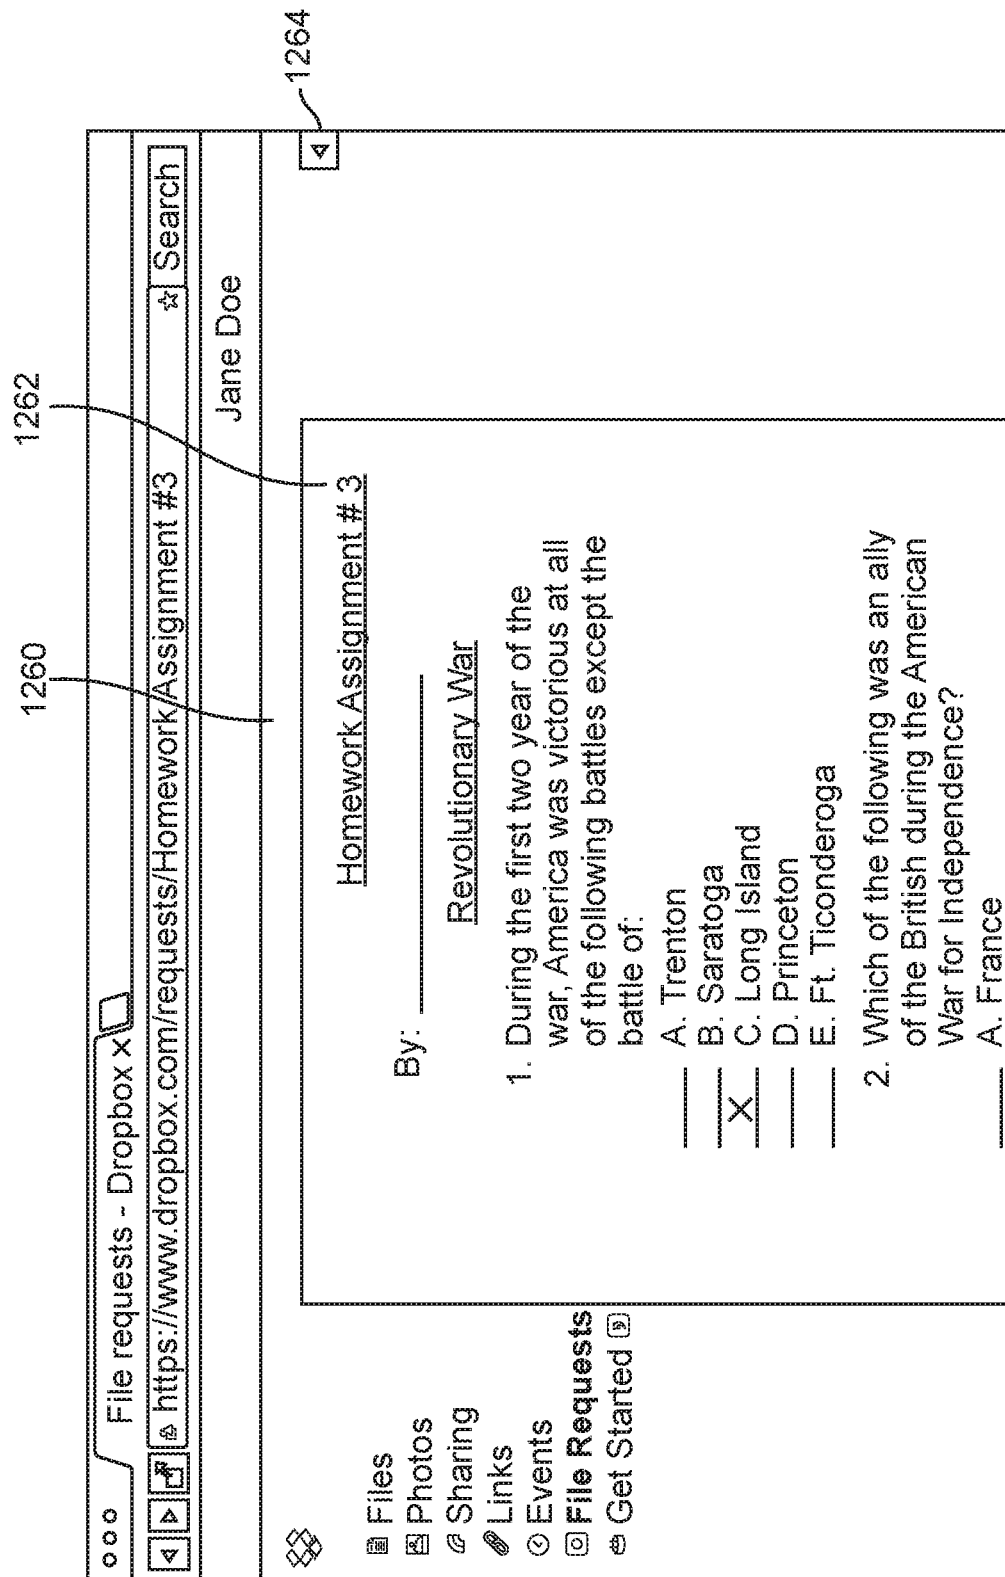 1260
1262
1264
File requests - Dropbox x
https://www.dropbox.com/requests/Homework Assignment #3
Search
Jane Doe
Files
Photos
Sharing
Links
Events
File Requests
Get Started
Homework Assignment # 3
By:
Revolutionary War
1. During the first two year of the
war, America was victorious at all
of the following battles except the
battle of:
A. Trenton
B. Saratoga
X C. Long Island
D. Princeton
E. Ft. Ticonderoga
2. Which of the following was an ally
of the British during the American
War for Independence?
A. France